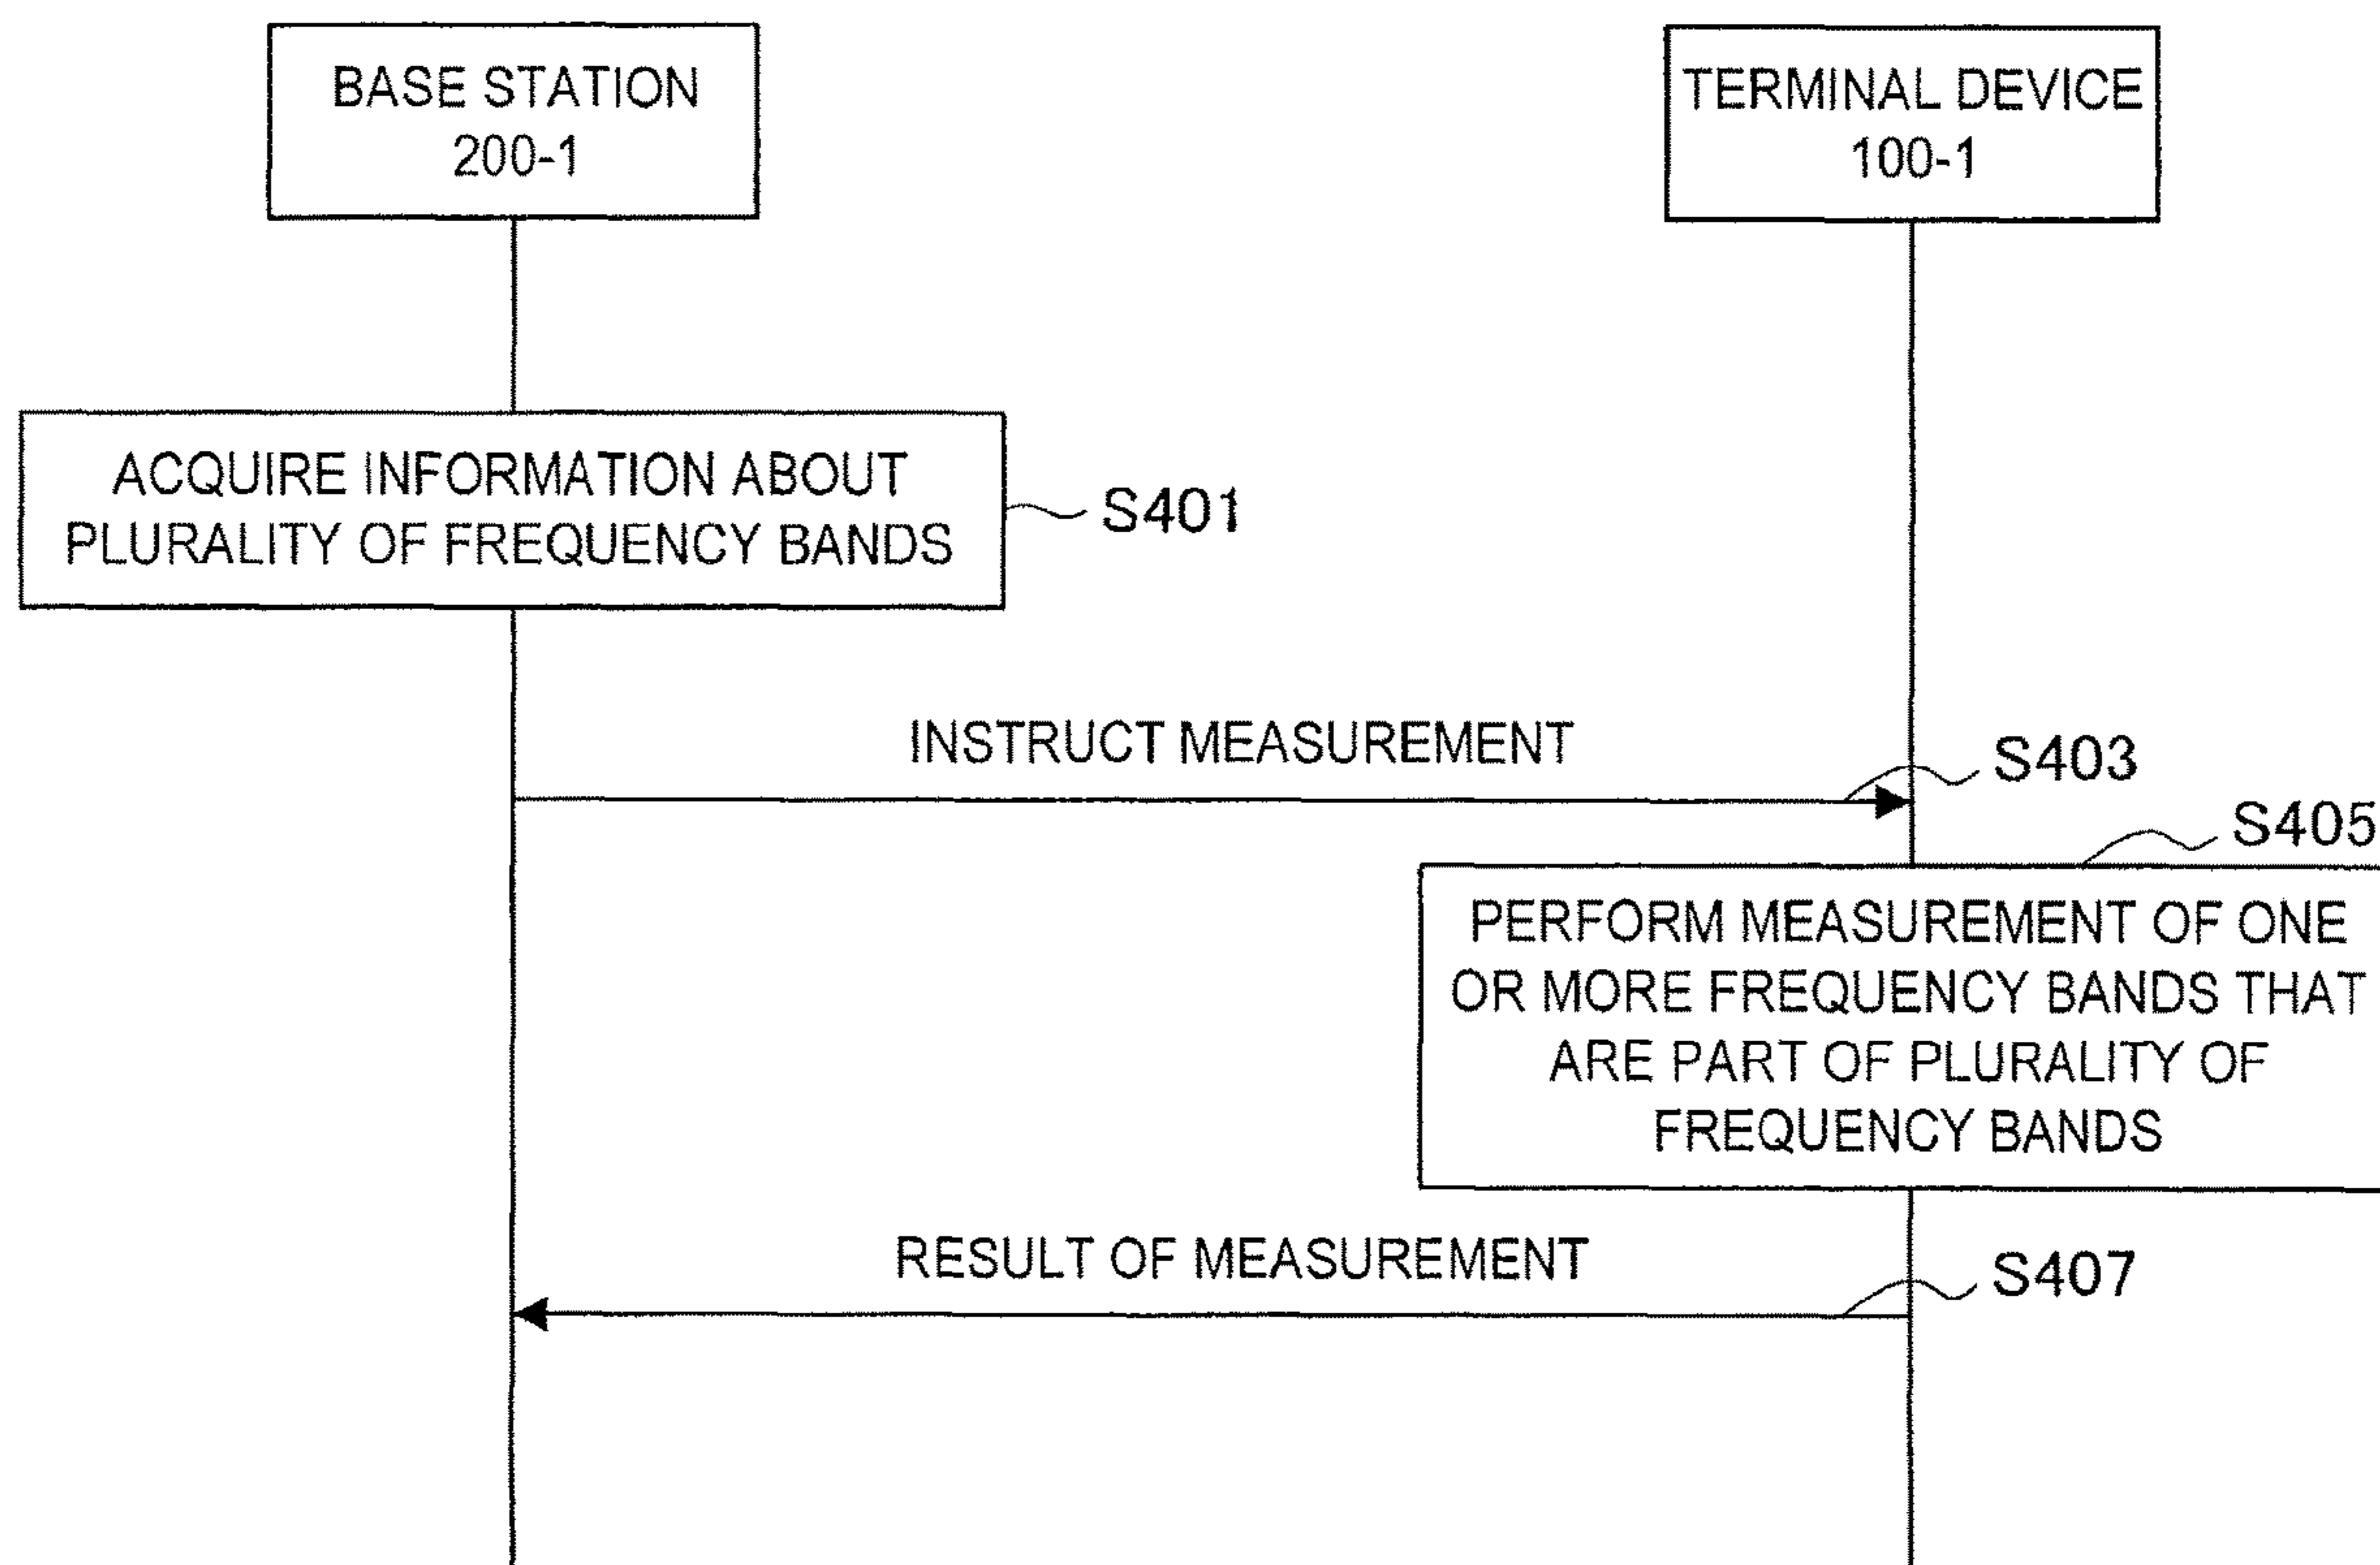 BASE STATION
200-1
TERMINAL DEVICE
100-1
ACQUIRE INFORMATION ABOUT
PLURALITY OF FREQUENCY BANDS
S401
INSTRUCT MEASUREMENT
S403
S405
PERFORM MEASUREMENT OF ONE
OR MORE FREQUENCY BANDS THAT
ARE PART OF PLURALITY OF
FREQUENCY BANDS
RESULT OF MEASUREMENT
S407